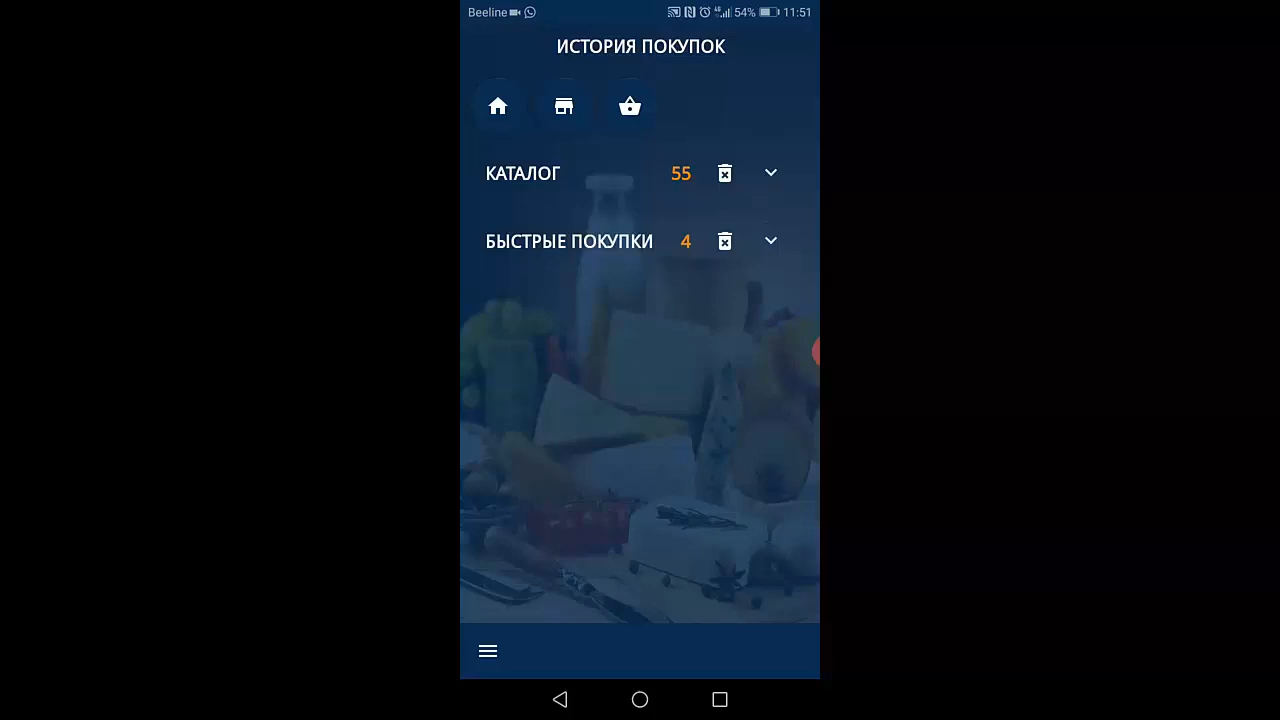 Beeline 54% 11:51
ИСТОРИЯ ПОКУПОК
КАТАЛОГ 55
БЫСТРЫЕ ПОКУПКИ 4